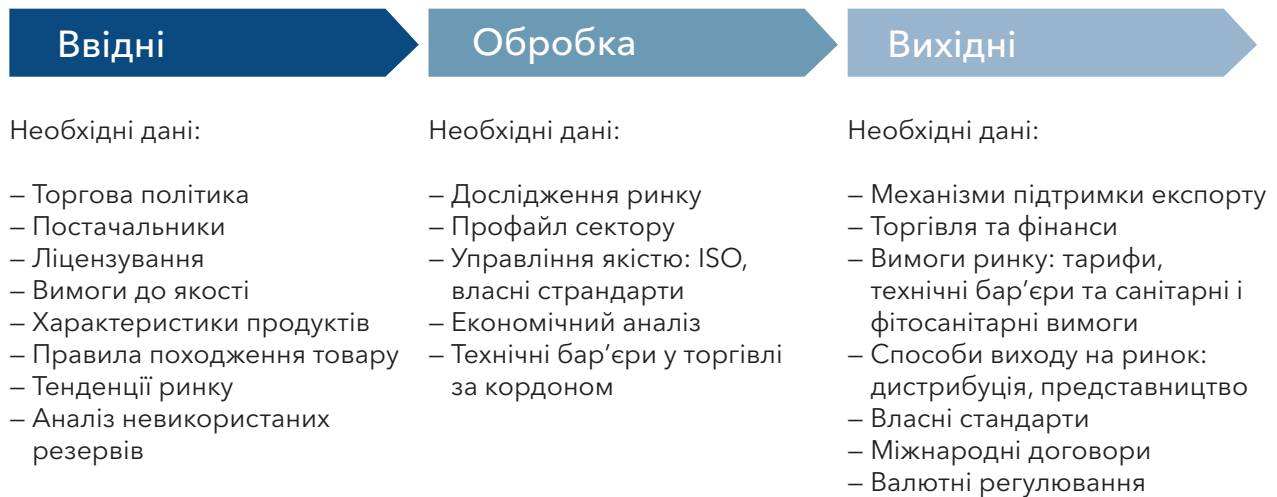 Ввідні
Необхідні дані:
– Торгова політика
– Постачальники
– Ліцензування
– Вимоги до якості
– Характеристики продуктів
– Правила походження товару
– Тенденції ринку
– Аналіз невикористаних
резервів
Обробка
Необхідні дані:
– Дослідження ринку
– Профайл сектору
– Управління якістю: ISO,
власні страндарти
– Економічний аналіз
– Технічні бар’єри у торгівлі
за кордоном
Вихідні
Необхідні дані:
– Механізми підтримки експорту
– Торгівля та фінанси
– Вимоги ринку: тарифи,
технічні бар’єри та санітарні і
фітосанітарні вимоги
– Способи виходу на ринок:
дистрибуція, представництво
– Власні стандарти
– Міжнародні договори
– Валютні регулювання